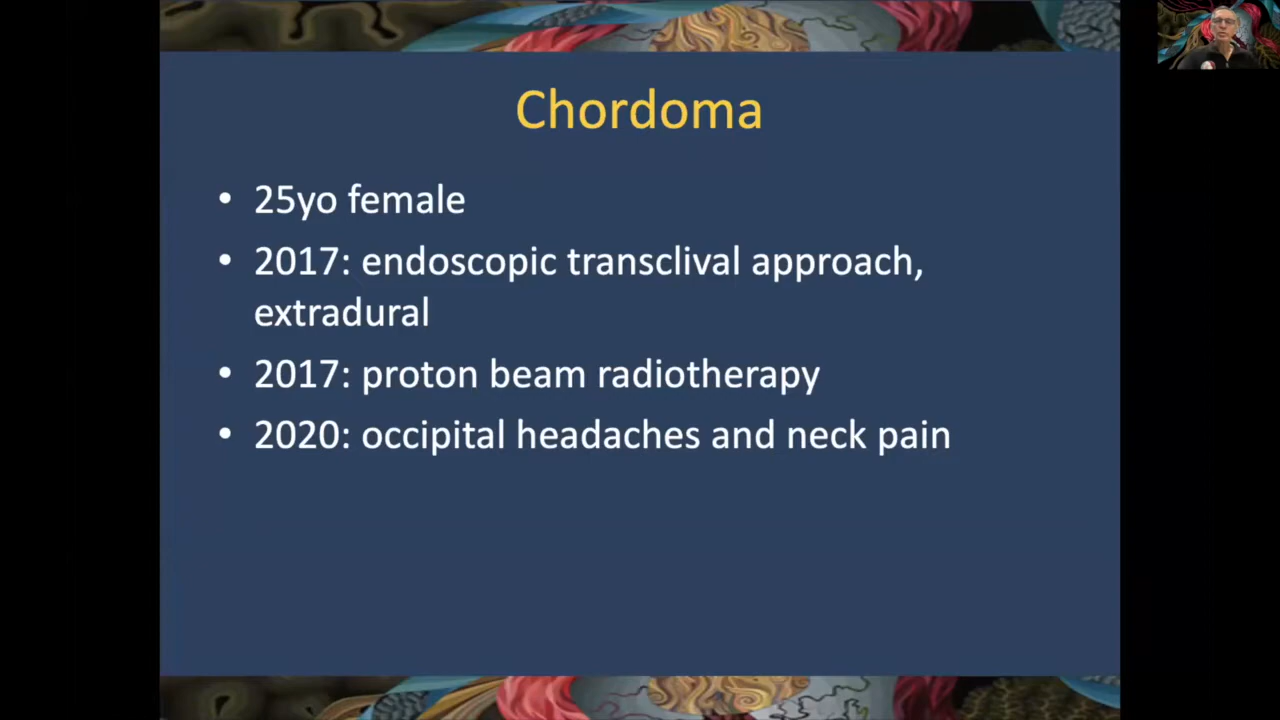 Chordoma
• 25yo female
• 2017: endoscopic transclival approach,
extradural
• 2017: proton beam radiotherapy
• 2020: occipital headaches and neck pain